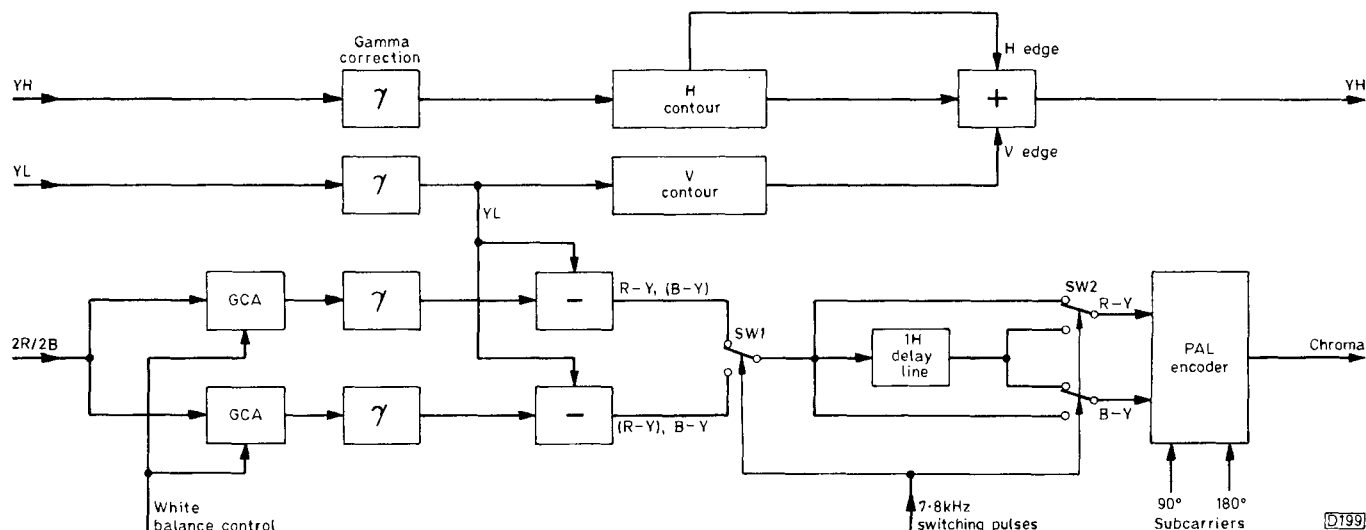 Gamma
correction
H edge
YH
γ
H
contour
+
YH
V edge
YL
γ
V
contour
YL
GCA
γ
−
R−Y, (B−Y)
SW1
SW2
R−Y
2R/2B
1H
delay
line
PAL
encoder
Chroma
GCA
γ
−
(R−Y), B−Y
B−Y
White
balance control
7·8kHz
switching pulses
90°
180°
Subcarriers
D199